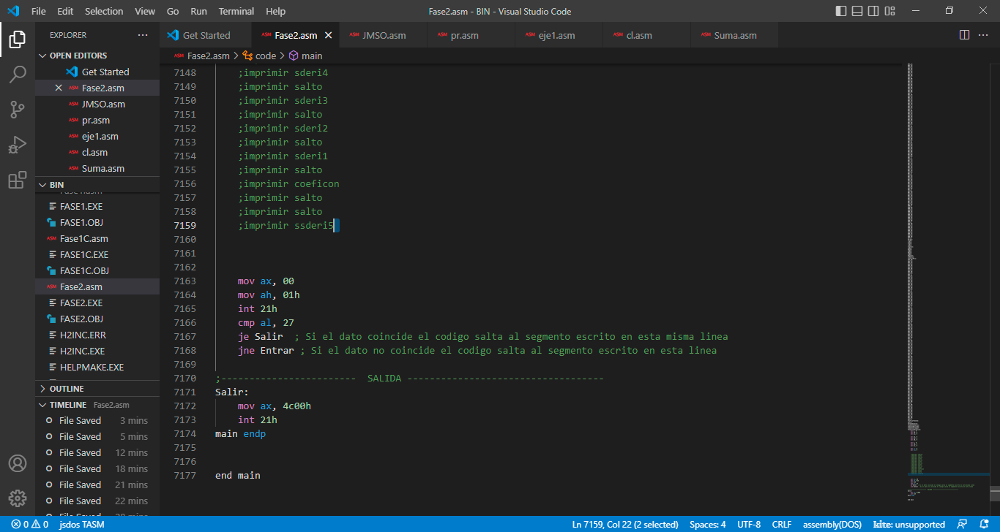 File Edit Selection View Go Run Terminal Help Fase2.asm - BIN - Visual Studio Code
EXPLORER
Get Started Fase2.asm JMSO.asm pr.asm eje1.asm cl.asm Suma.asm
Fase2.asm > code > main
OPEN EDITORS
Get Started
Fase2.asm
JMSO.asm
pr.asm
eje1.asm
cl.asm
Suma.asm
BIN
FASE1.EXE
FASE1.OBJ
Fase1C.asm
FASE1C.EXE
FASE1C.OBJ
Fase2.asm
FASE2.EXE
FASE2.OBJ
H2INC.ERR
H2INC.EXE
HELPMAKE.EXE
OUTLINE
TIMELINE Fase2.asm
File Saved 3 mins
File Saved 5 mins
File Saved 12 mins
File Saved 18 mins
File Saved 21 mins
File Saved 22 mins
7148 ;imprimir sderi4
7149 ;imprimir salto
7150 ;imprimir sderi3
7151 ;imprimir salto
7152 ;imprimir sderi2
7153 ;imprimir salto
7154 ;imprimir sderi1
7155 ;imprimir salto
7156 ;imprimir coeficon
7157 ;imprimir salto
7158 ;imprimir salto
7159 ;imprimir ssderi5
7160
7161
7162
7163 mov ax, 00
7164 mov ah, 01h
7165 int 21h
7166 cmp al, 27
7167 je Salir ; Si el dato coincide el codigo salta al segmento escrito en esta misma linea
7168 jne Entrar ; Si el dato no coincide el codigo salta al segmento escrito en esta linea
7169
7170 ;------------------------ SALIDA -----------------------------------
7171 Salir:
7172 mov ax, 4c00h
7173 int 21h
7174 main endp
7175
7176
7177 end main
0 0 jsdos TASM Ln 7159, Col 22 (2 selected) Spaces: 4 UTF-8 CRLF assembly(DOS) kite: unsupported